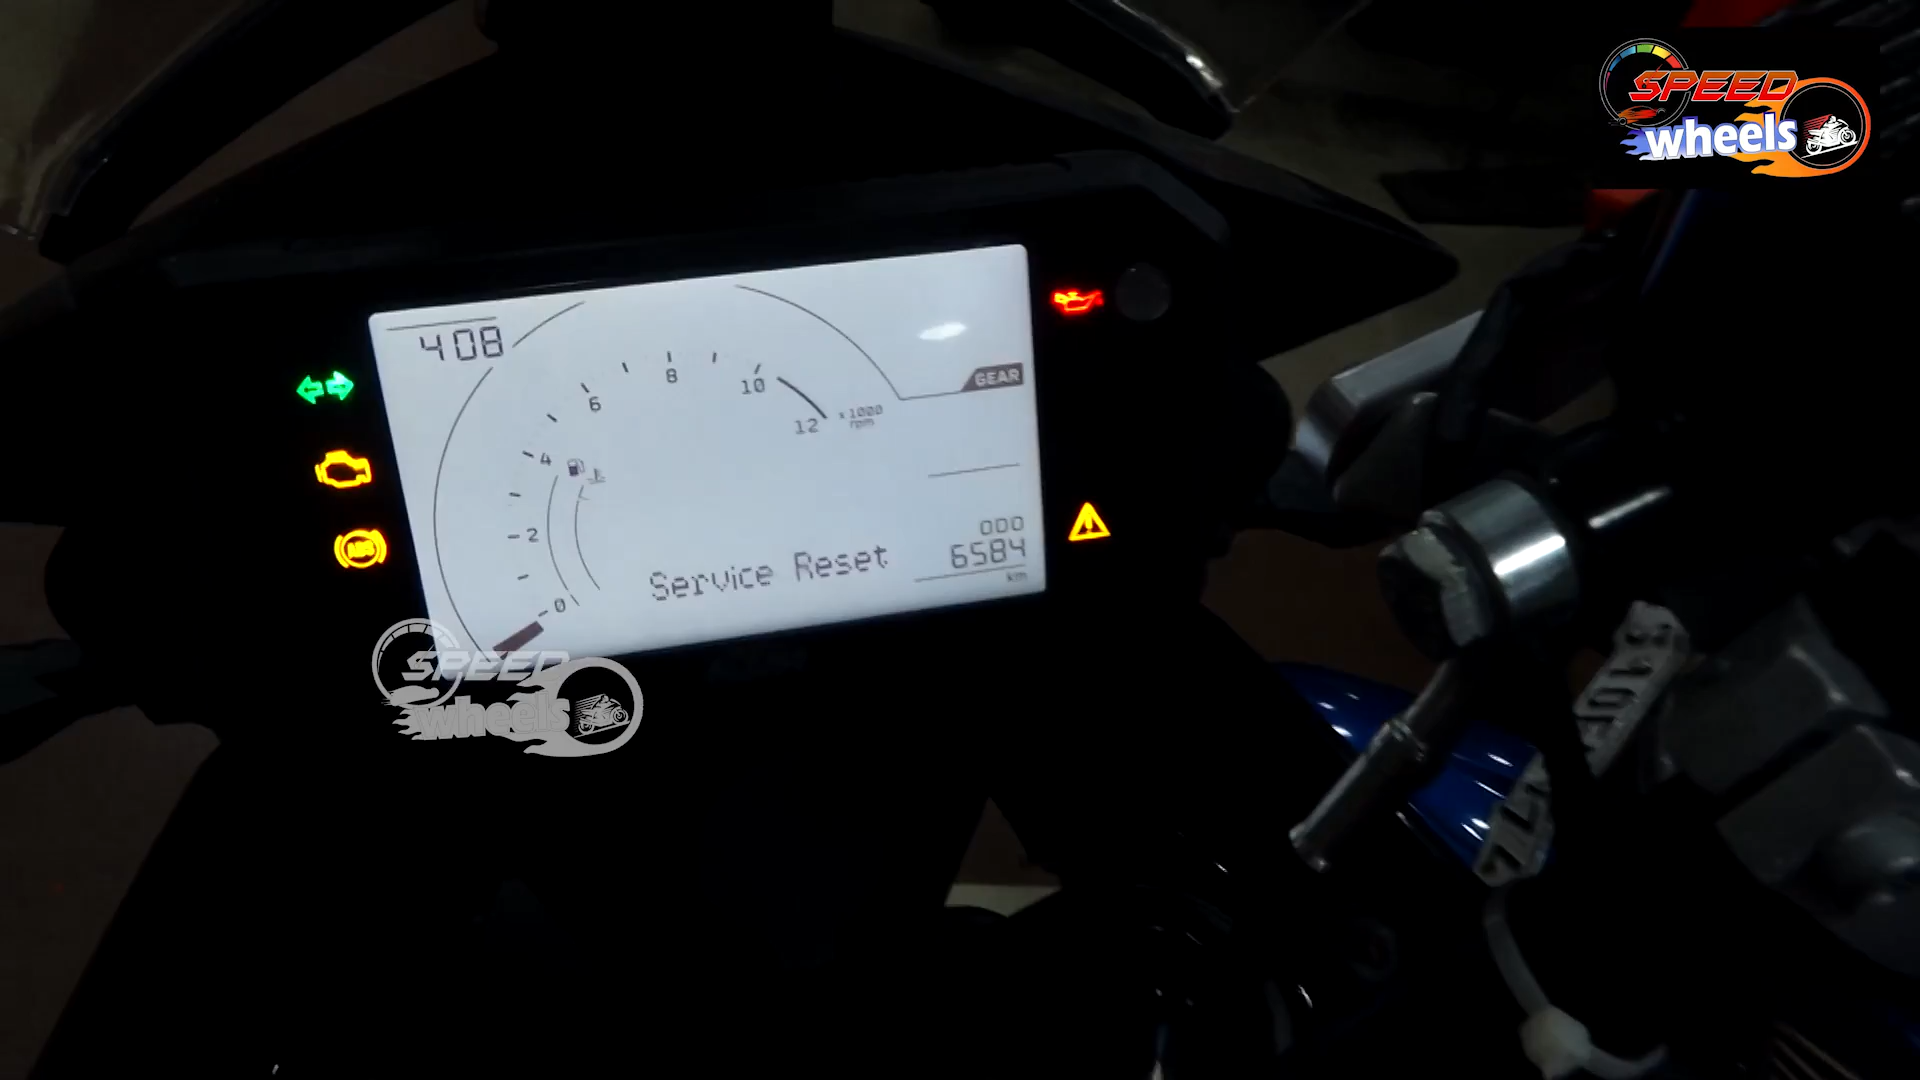 SPEED
wheels
408
GEAR
8
10
6
12
x1000
rpm
4
2
0
000
6584
km
Service Reset
ABS
SPEED
wheels